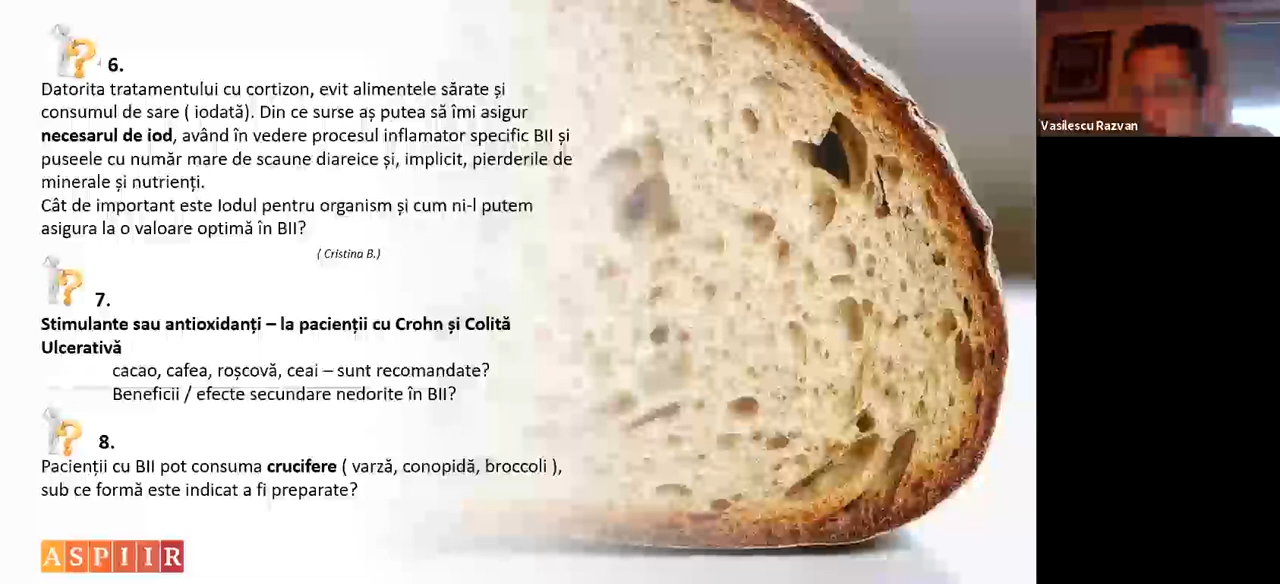 6.
Datorita tratamentului cu cortizon, evit alimentele sărate și
consumul de sare ( iodată). Din ce surse aș putea să îmi asigur
necesarul de iod, având în vedere procesul inflamator specific BII și
puseele cu număr mare de scaune diareice și, implicit, pierderile de
minerale și nutrienți.
Cât de important este Iodul pentru organism și cum ni-l putem
asigura la o valoare optimă în BII?
( Cristina B.)
7.
Stimulante sau antioxidanți – la pacienții cu Crohn și Colită
Ulcerativă
cacao, cafea, roșcovă, ceai – sunt recomandate?
Beneficii / efecte secundare nedorite în BII?
8.
Pacienții cu BII pot consuma crucifere ( varză, conopidă, broccoli ),
sub ce formă este indicat a fi preparate?
ASPIIR
Vasilescu Razvan